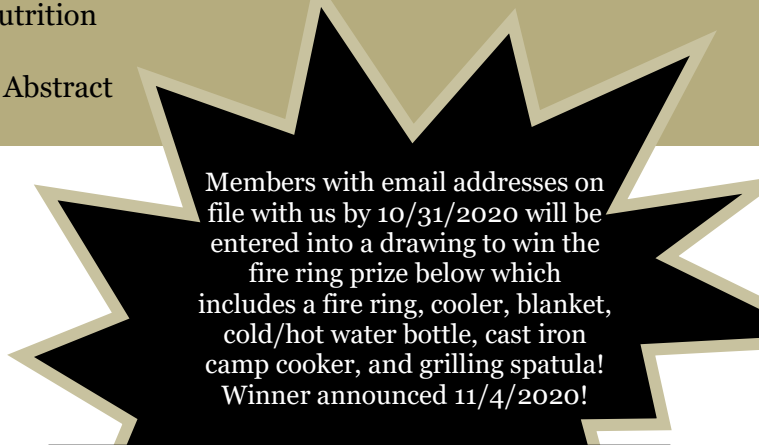 Abstract
Members with email addresses on
file with us by 10/31/2020 will be
entered into a drawing to win the
fire ring prize below which
includes a fire ring, cooler, blanket,
cold/hot water bottle, cast iron
camp cooker, and grilling spatula!
Winner announced 11/4/2020!